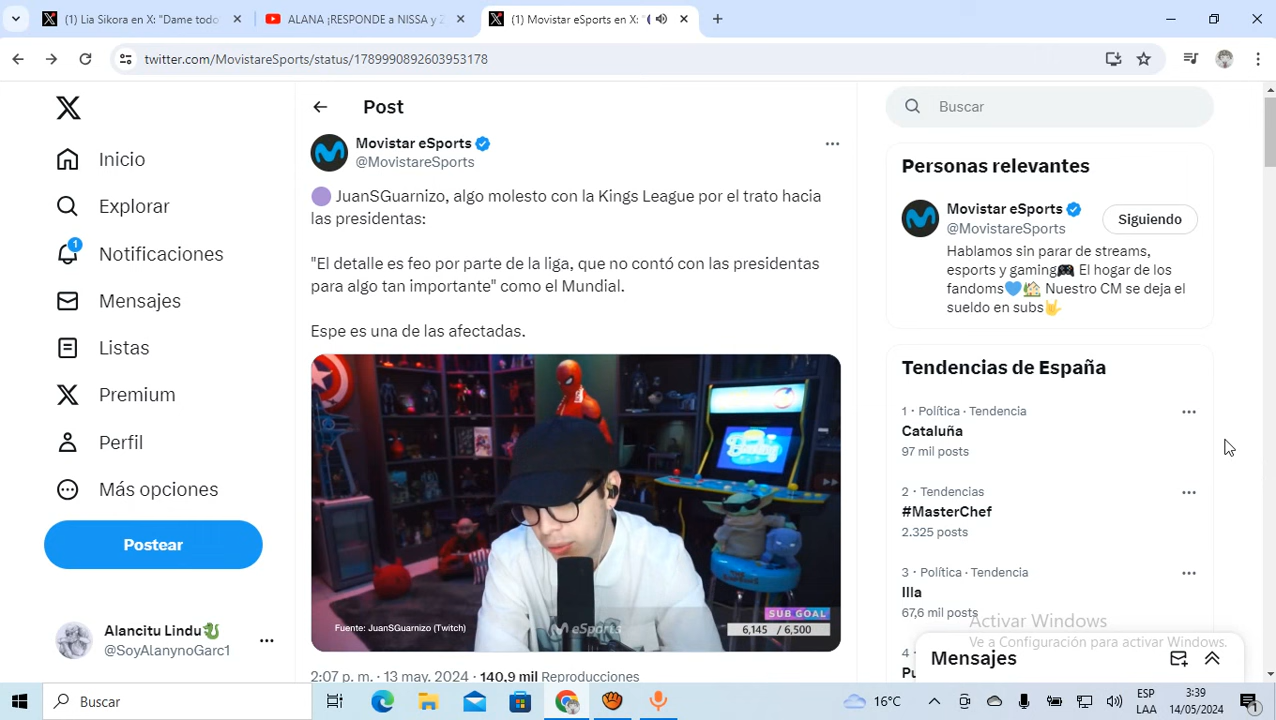 (1) Lia Sikora en X: "Dame todo
ALANA ¡RESPONDE a NISSA y
(1) Movistar eSports en X:
twitter.com/MovistareSports/status/1789990892603953178
Post
Buscar
Inicio
Explorar
1
Notificaciones
Mensajes
Listas
Premium
Perfil
Más opciones
Postear
Alancitu Lindu
@SoyAlanynoGarc1
Movistar eSports
@MovistareSports
JuanSGuarnizo, algo molesto con la Kings League por el trato hacia
las presidentas:
"El detalle es feo por parte de la liga, que no contó con las presidentas
para algo tan importante" como el Mundial.
Espe es una de las afectadas.
Fuente: JuanSGuarnizo (Twitch)
eSports
SUB GOAL
6,145 / 6,500
2:07 p. m. · 13 may. 2024 · 140,9 mil Reproducciones
Personas relevantes
Movistar eSports
@MovistareSports
Siguiendo
Hablamos sin parar de streams,
esports y gaming El hogar de los
fandoms Nuestro CM se deja el
sueldo en subs
Tendencias de España
1 · Política · Tendencia
Cataluña
97 mil posts
2 · Tendencias
#MasterChef
2.325 posts
3 · Política · Tendencia
Illa
67,6 mil posts
4
Activar Windows
Ve a Configuración para activar Windows.
Mensajes
Buscar
16°C
ESP
LAA
3:39
14/05/2024
1